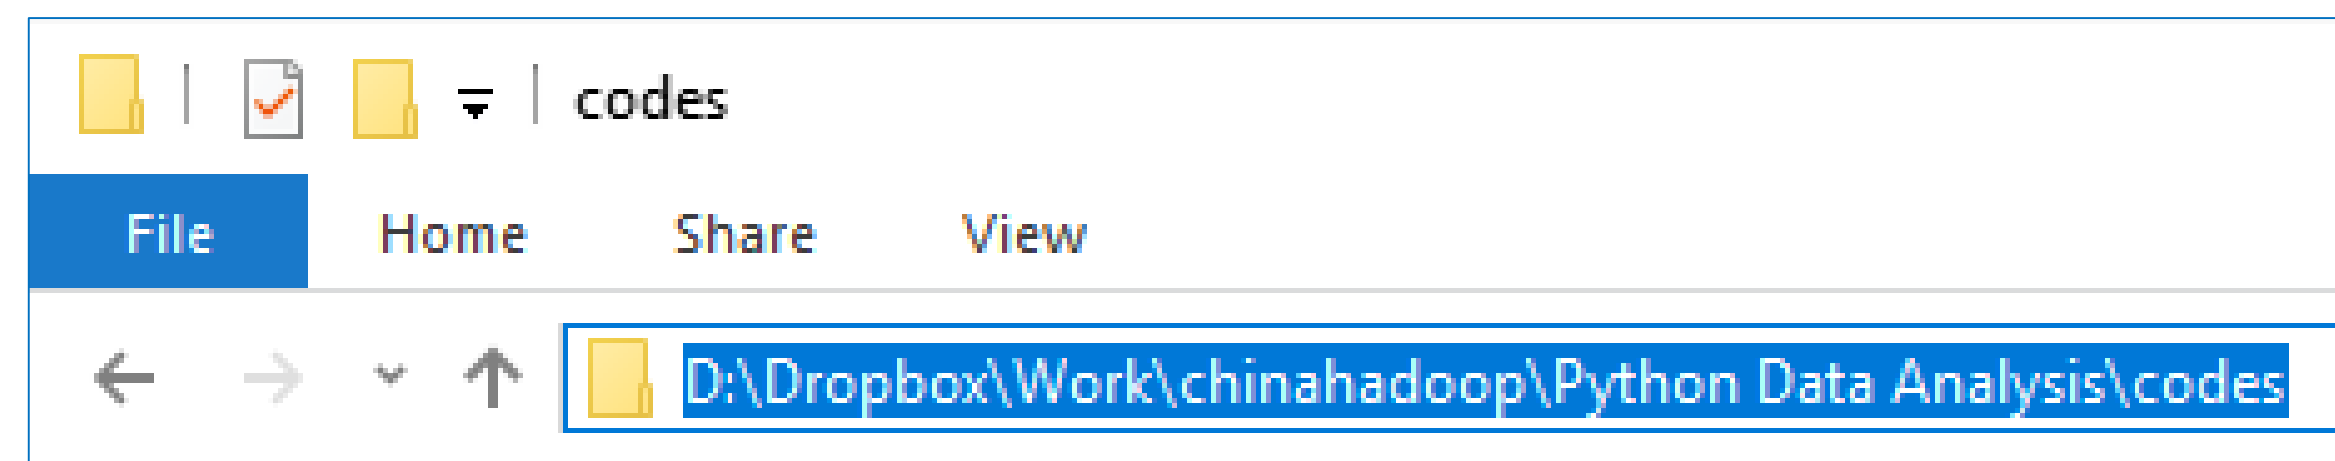 codes
File Home Share View
D:\Dropbox\Work\chinahadoop\Python Data Analysis\codes